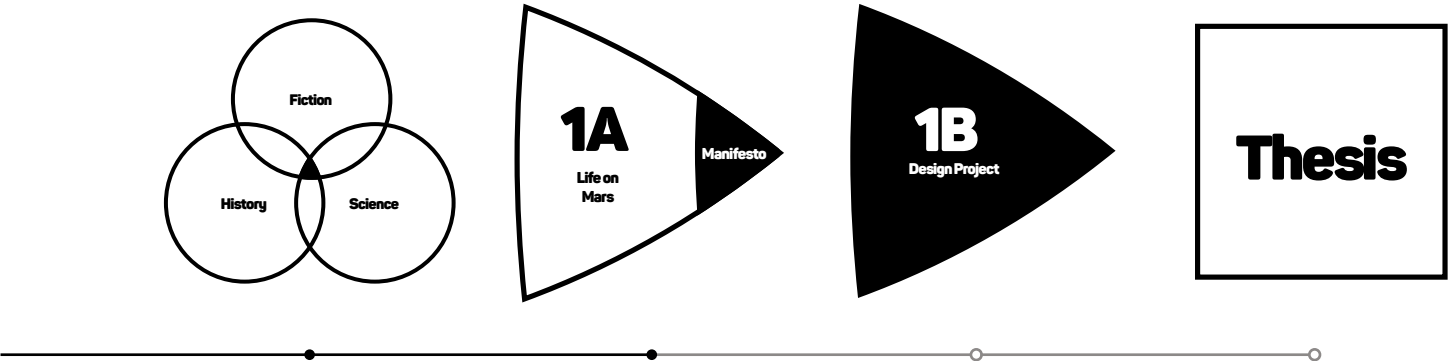 Fiction
History
Science
1A
Life on
Mars
Manifesto
1B
Design Project
Thesis